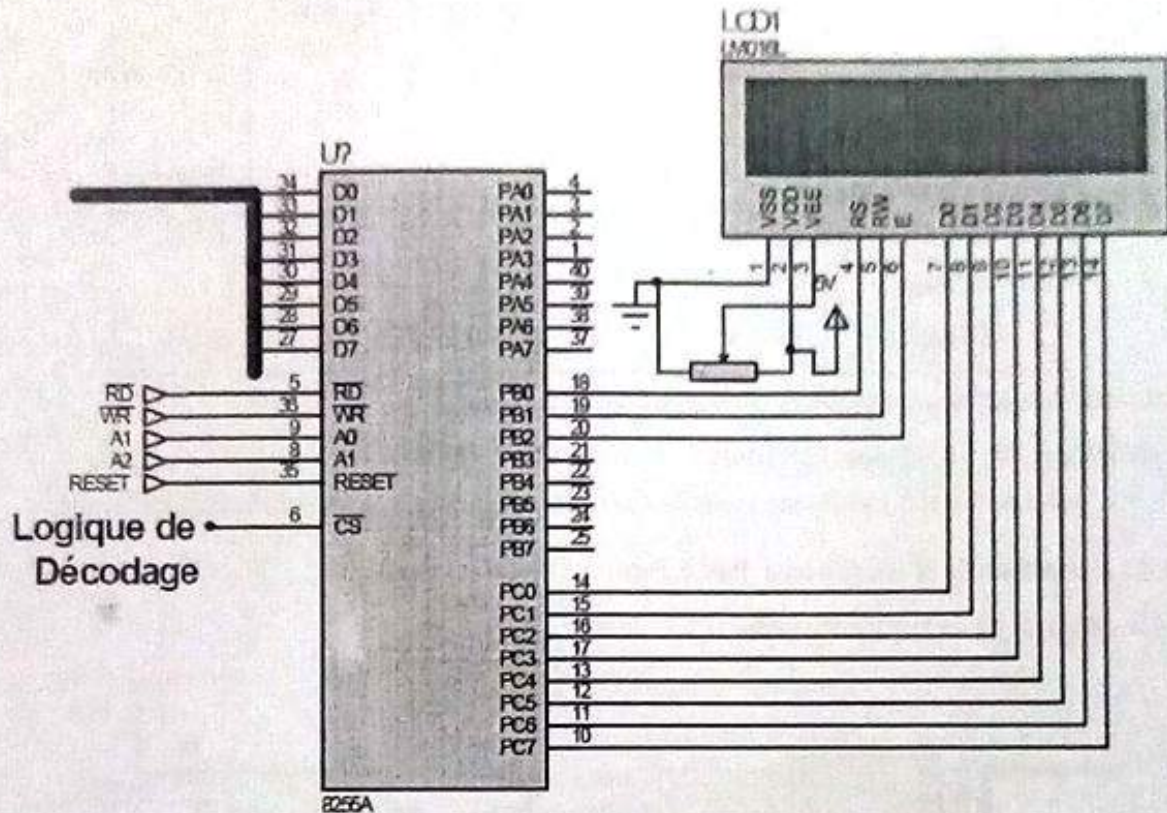 LCD1
LM016L
U?
VSS VDD VEE RS RW E D0 D1 D2 D3 D4 D5 D6 D7
1 2 3 4 5 6 7 8 9 10 11 12 13 14
5V
D0 PA0 4
D1 PA1 3
32 D2 PA2 2
31 D3 PA3 1
30 D4 PA4 40
29 D5 PA5 39
28 D6 PA6 38
27 D7 PA7 37
RD 5 RD PB0 18
WR 36 WR PB1 19
A1 9 A0 PB2 20
A2 8 A1 PB3 21
RESET 35 RESET PB4 22
PB5 23
Logique de 6 CS PB6 24
Décodage PB7 25
PC0 14
PC1 15
PC2 16
PC3 17
PC4 13
PC5 12
PC6 11
PC7 10
8255A